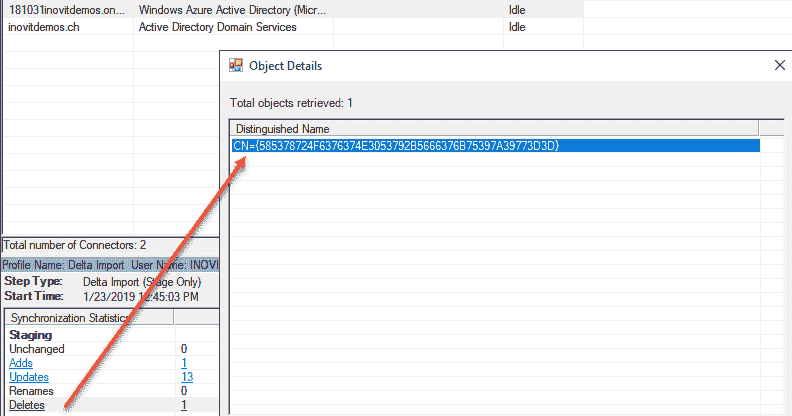 181031inovitdemos.on... Windows Azure Active Directory (Micr... Idle
inovitdemos.ch Active Directory Domain Services Idle
Object Details
Total objects retrieved: 1
Distinguished Name
CN={585378724F6376374E3053792B5666376B75397A39773D3D}
Total number of Connectors: 2
Profile Name: Delta Import User Name: INOVI
Step Type: Delta Import (Stage Only)
Start Time: 1/23/2019 12:45:03 PM
Synchronization Statistics
Staging
Unchanged 0
Adds 1
Updates 13
Renames 0
Deletes 1